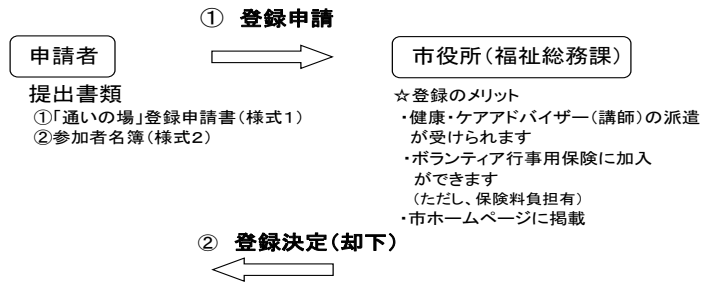 ① 登録申請
申請者
市役所(福祉総務課)
提出書類
①「通いの場」登録申請書(様式1)
②参加者名簿(様式2)
☆登録のメリット
・健康・ケアアドバイザー(講師)の派遣
が受けられます
・ボランティア行事用保険に加入
ができます
(ただし、保険料負担有)
・市ホームページに掲載
② 登録決定(却下)